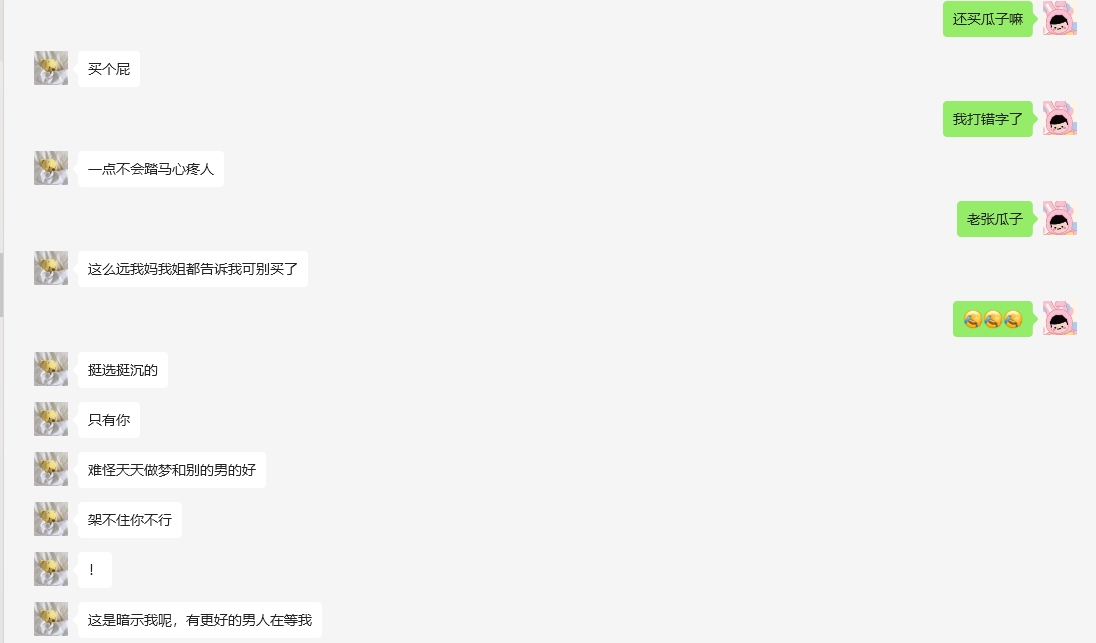 还买瓜子嘛
买个屁
我打错字了
一点不会踏马心疼人
老张瓜子
这么远我妈我姐都告诉我可别买了
挺选挺沉的
只有你
难怪天天做梦和别的男的好
架不住你不行
！
这是暗示我呢，有更好的男人在等我